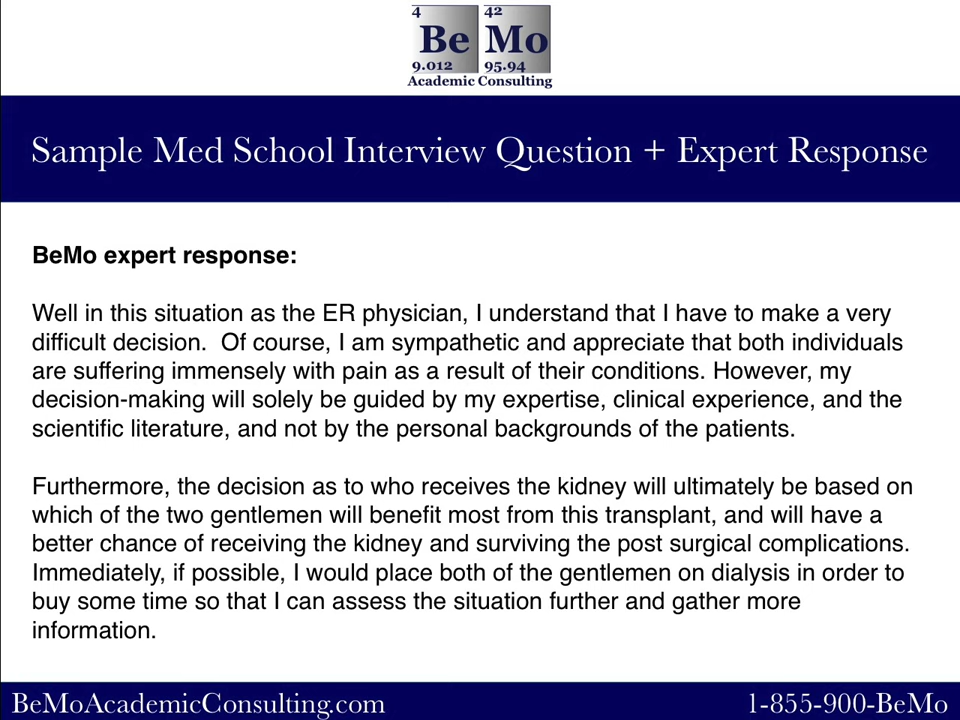 4 42
Be Mo
9.012 95.94
Academic Consulting
Sample Med School Interview Question + Expert Response
BeMo expert response:
Well in this situation as the ER physician, I understand that I have to make a very
difficult decision.  Of course, I am sympathetic and appreciate that both individuals
are suffering immensely with pain as a result of their conditions. However, my
decision-making will solely be guided by my expertise, clinical experience, and the
scientific literature, and not by the personal backgrounds of the patients.
Furthermore, the decision as to who receives the kidney will ultimately be based on
which of the two gentlemen will benefit most from this transplant, and will have a
better chance of receiving the kidney and surviving the post surgical complications.
Immediately, if possible, I would place both of the gentlemen on dialysis in order to
buy some time so that I can assess the situation further and gather more
information.
BeMoAcademicConsulting.com 1-855-900-BeMo